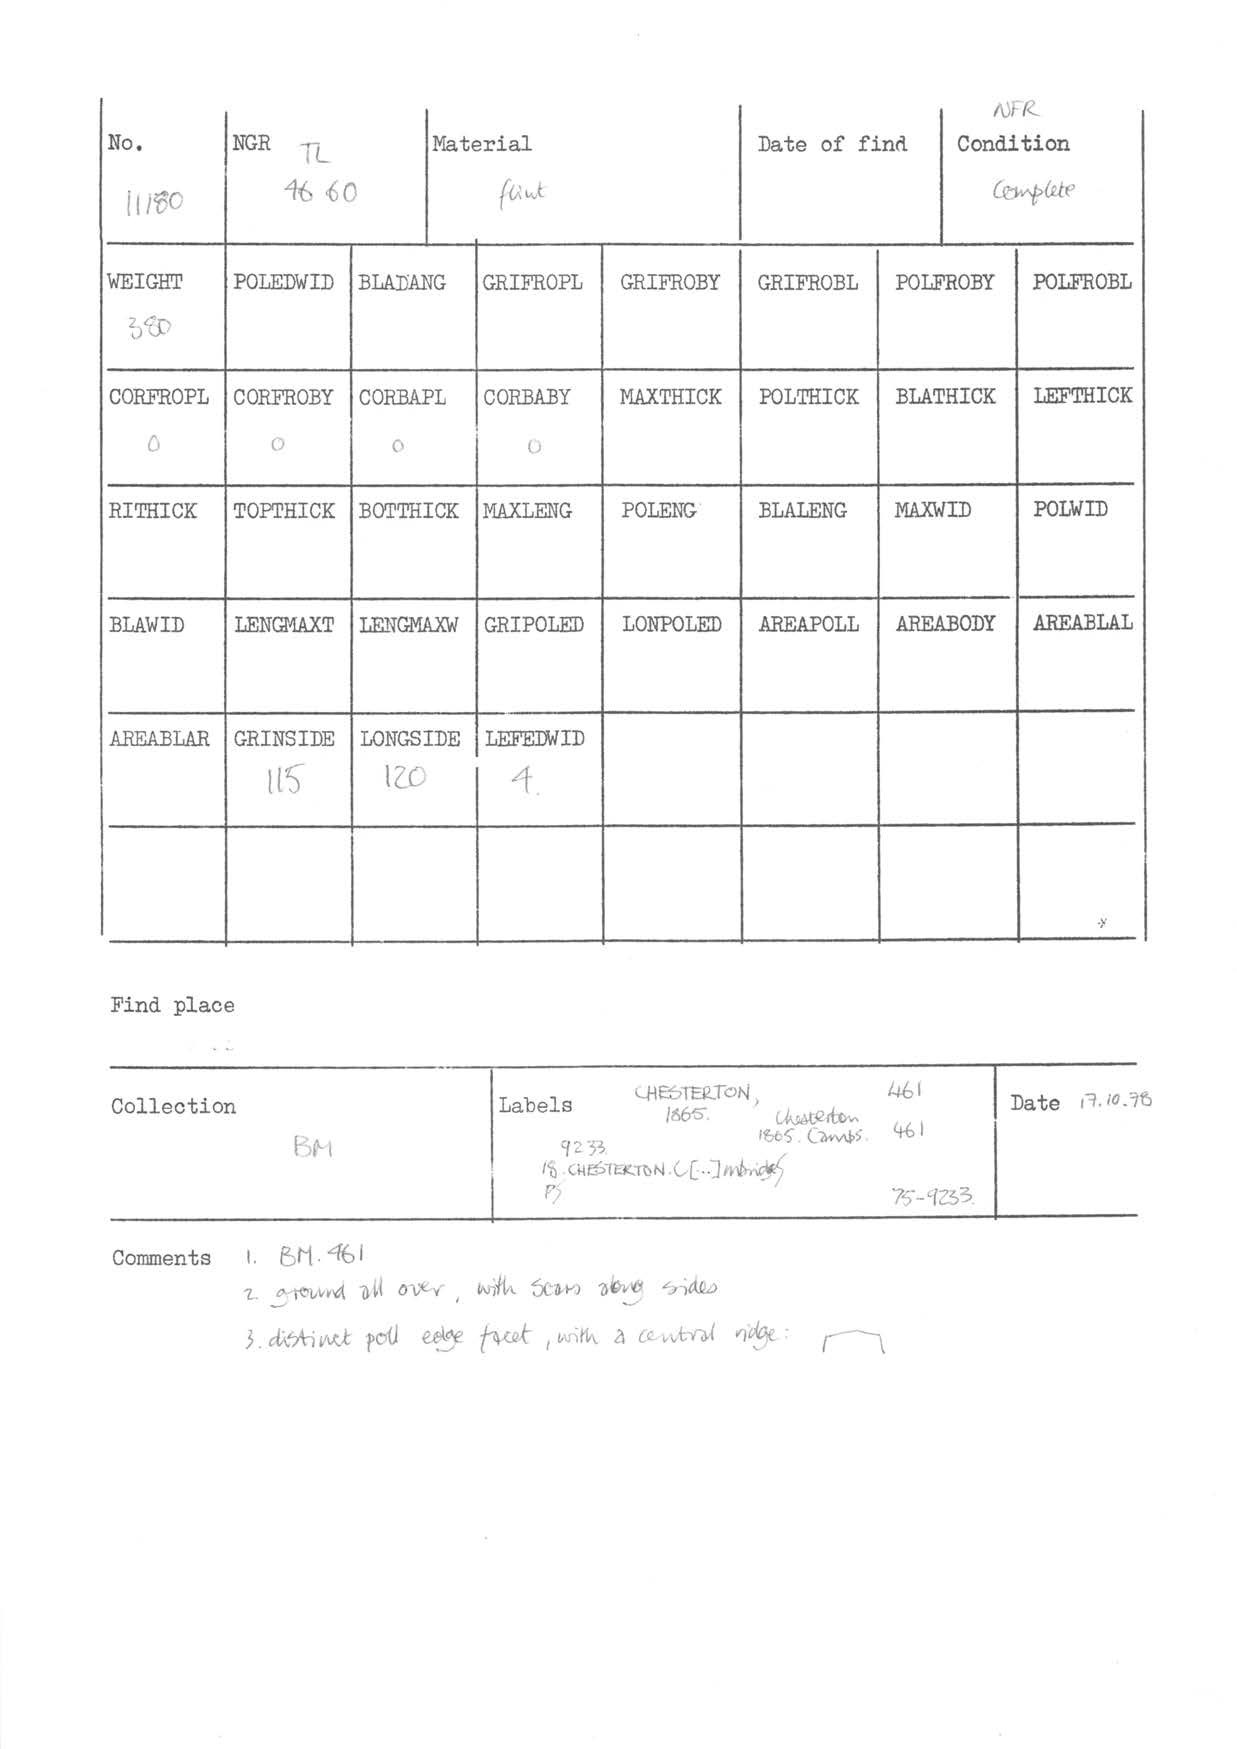 NFR
No. NGR TL Material Date of find Condition
11/80 46 60 flint Complete
WEIGHT POLEDWID BLADANG GRIFROPL GRIFROBY GRIFROBL POLFROBY POLFROBL
380
CORFROPL CORFROBY CORBAPL CORBABY MAXTHICK POLTHICK BLATHICK LEFTHICK
0 0 0 0
RITHICK TOPTHICK BOTTHICK MAXLENG POLENG BLALENG MAXWID POLWID
BLAWID LENGMAXT LENGMAXW GRIPOLED LONPOLED AREAPOLL AREABODY AREABLAL
AREABLAR GRINSIDE LONGSIDE LEFEDWID
115 120 4.
Find place
Collection
BM
Labels CHESTERTON, 461
1865. Chesterton
1865. Cambs. 461
9233
18. CHESTERTON. C[...]mbridge
PS 75-9233.
Date 17.10.78
Comments 1. BM. 461
2. ground all over, with scars along sides
3. distinct poll edge facet, with a central ridge: